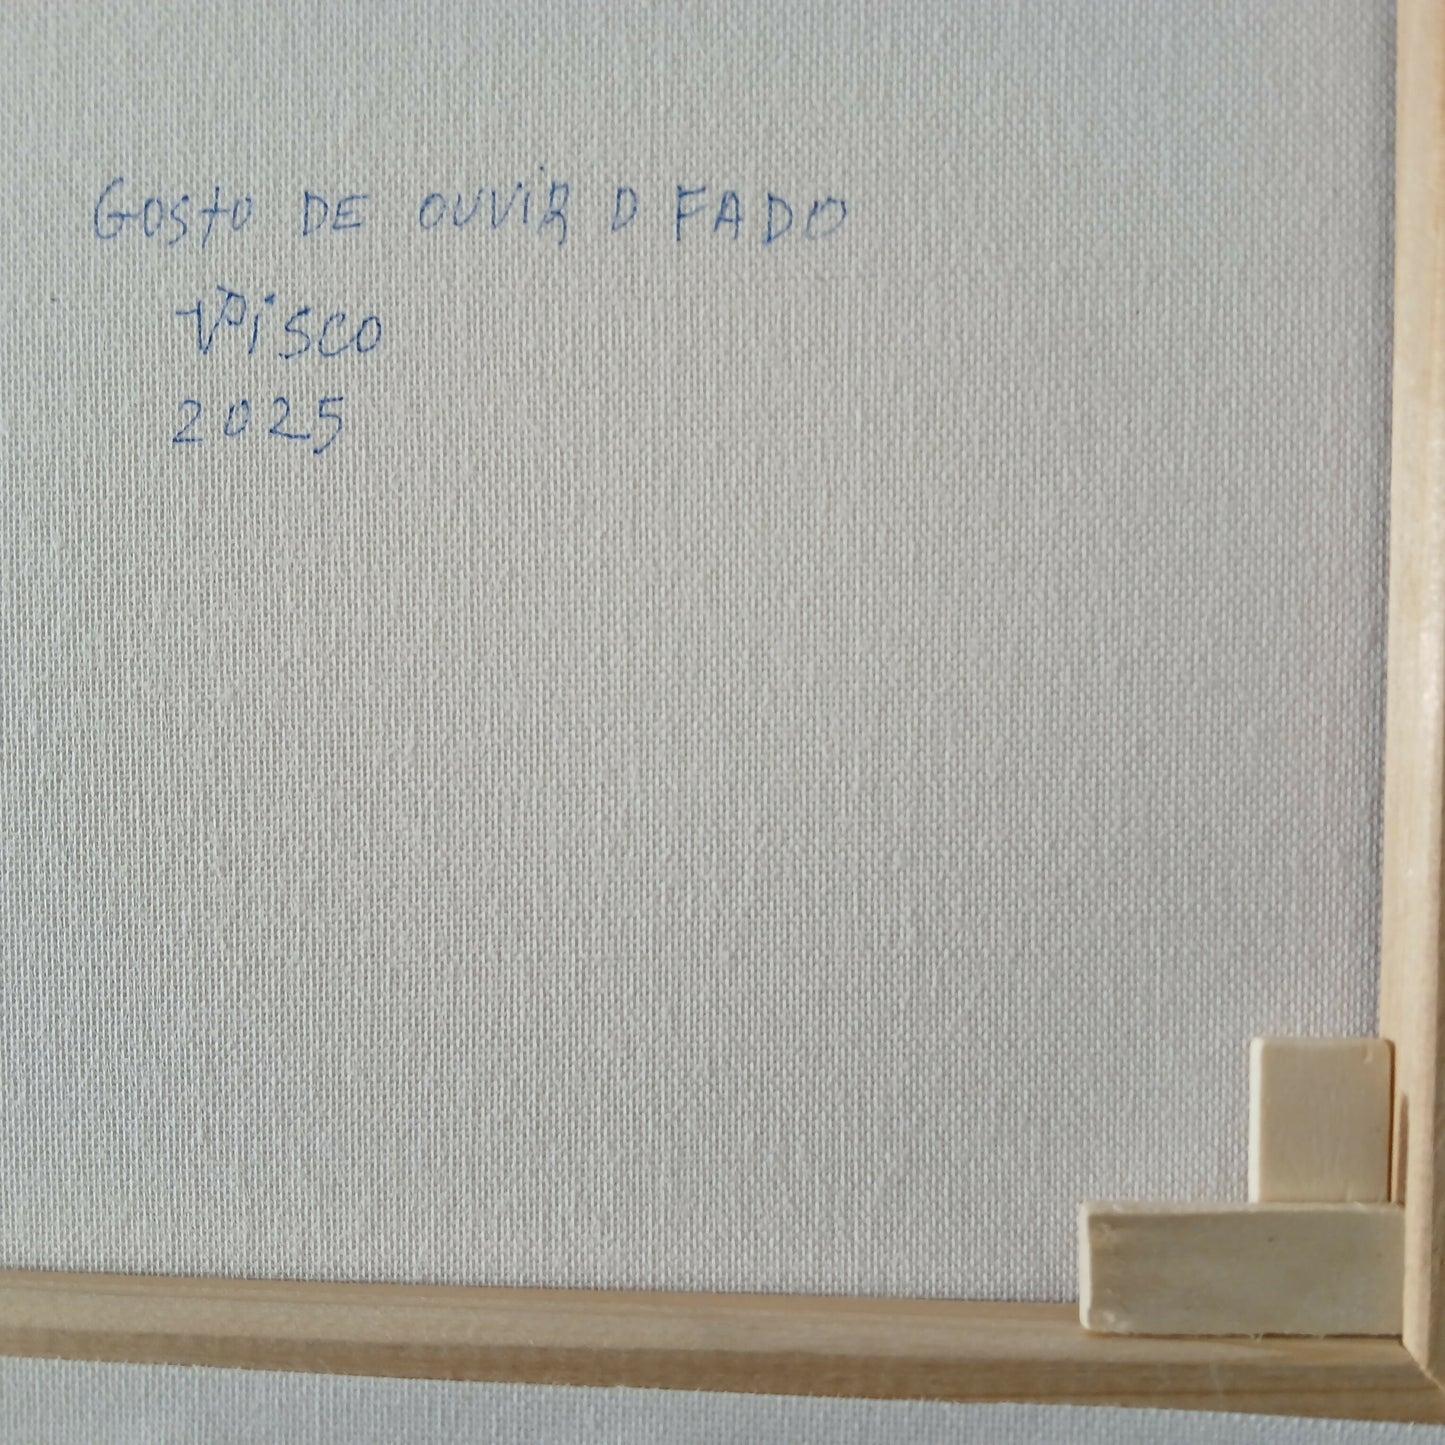 GOSTO DE OUVIR O FADO
VPISCO
2025